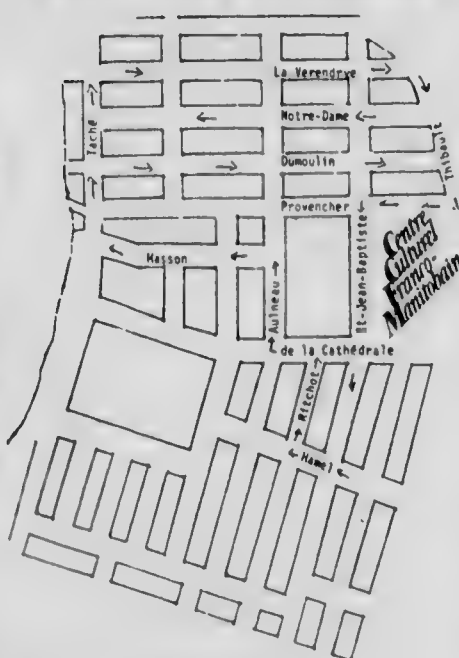 La Verendrye
Notre-Dame
Taché
Dumoulin
Thibault
Provencher
Masson
Aulneau
St-Jean-Baptiste
Centre
Culturel
Franco-
Manitobain
de la Cathédrale
Ritchot
Hamel